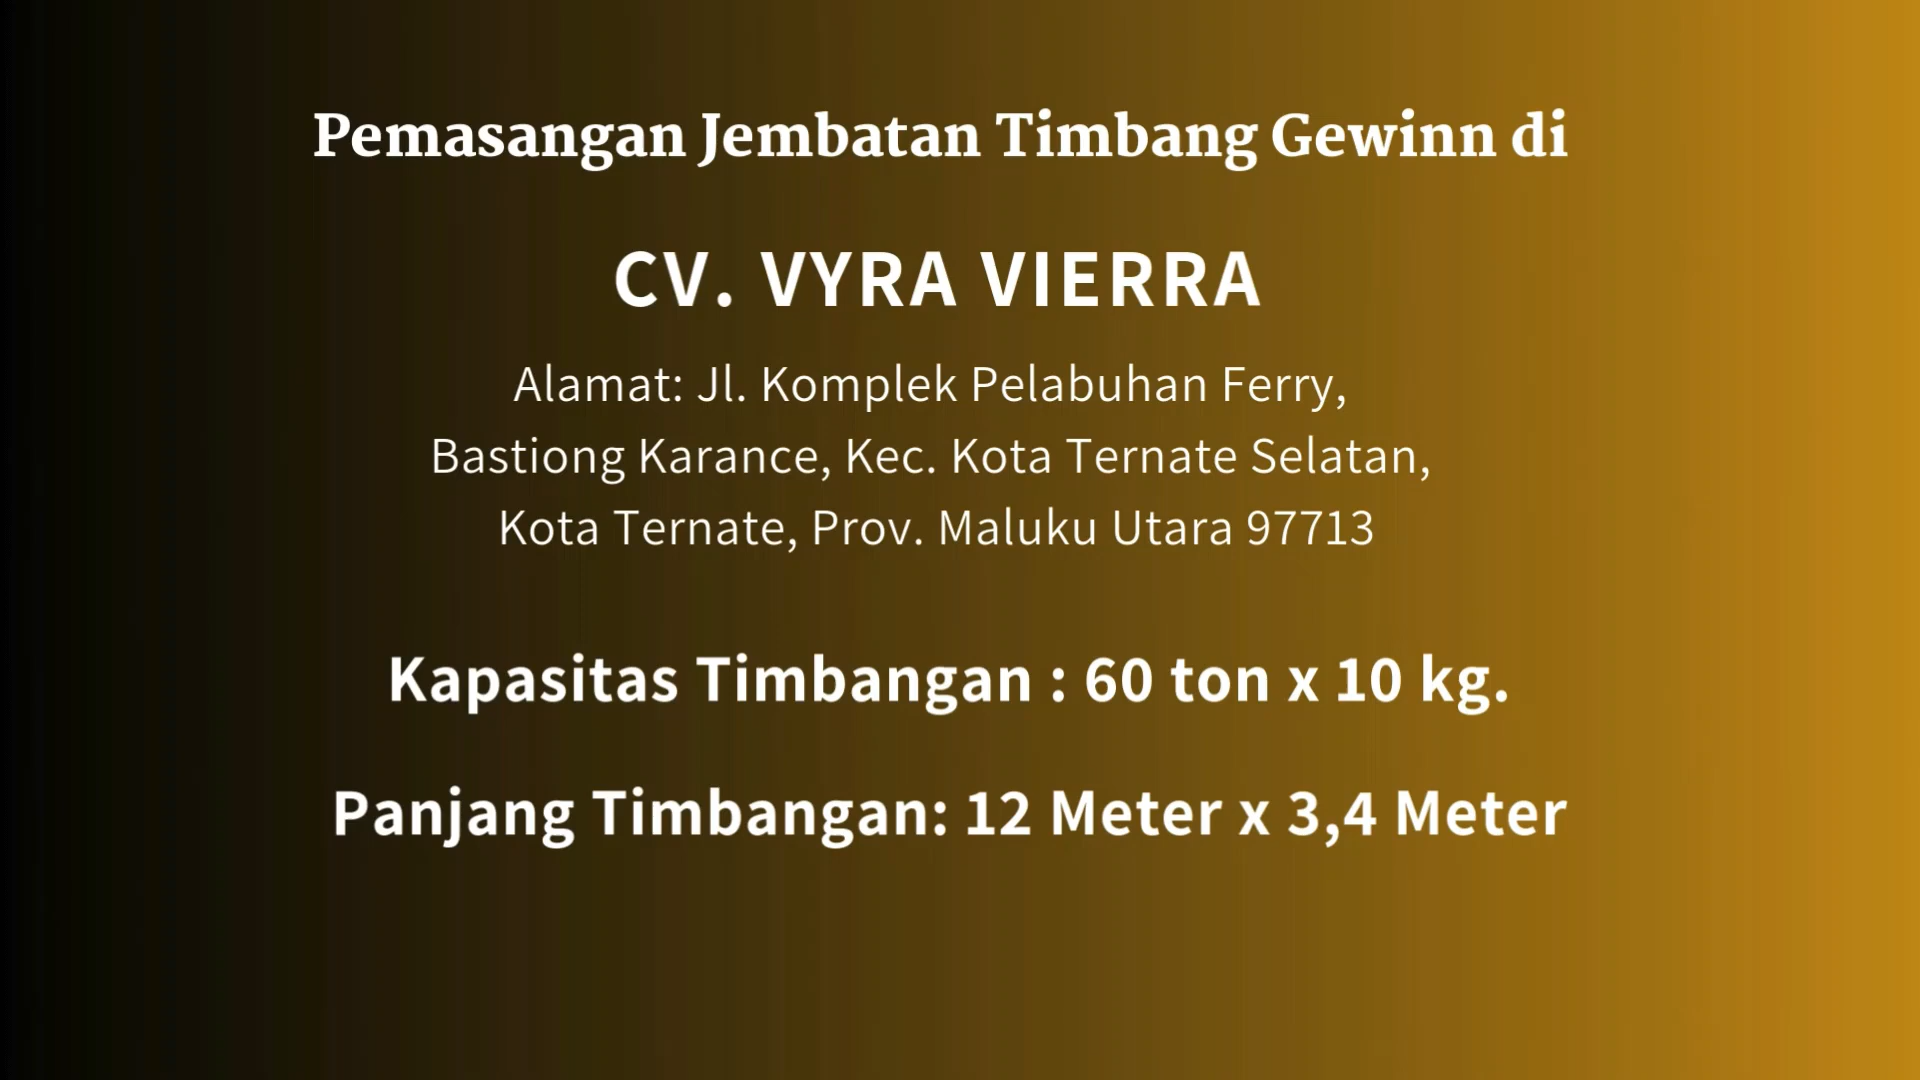 Pemasangan Jembatan Timbang Gewinn di
CV. VYRA VIERRA
Alamat: Jl. Komplek Pelabuhan Ferry,
Bastiong Karance, Kec. Kota Ternate Selatan,
Kota Ternate, Prov. Maluku Utara 97713
Kapasitas Timbangan : 60 ton x 10 kg.
Panjang Timbangan: 12 Meter x 3,4 Meter